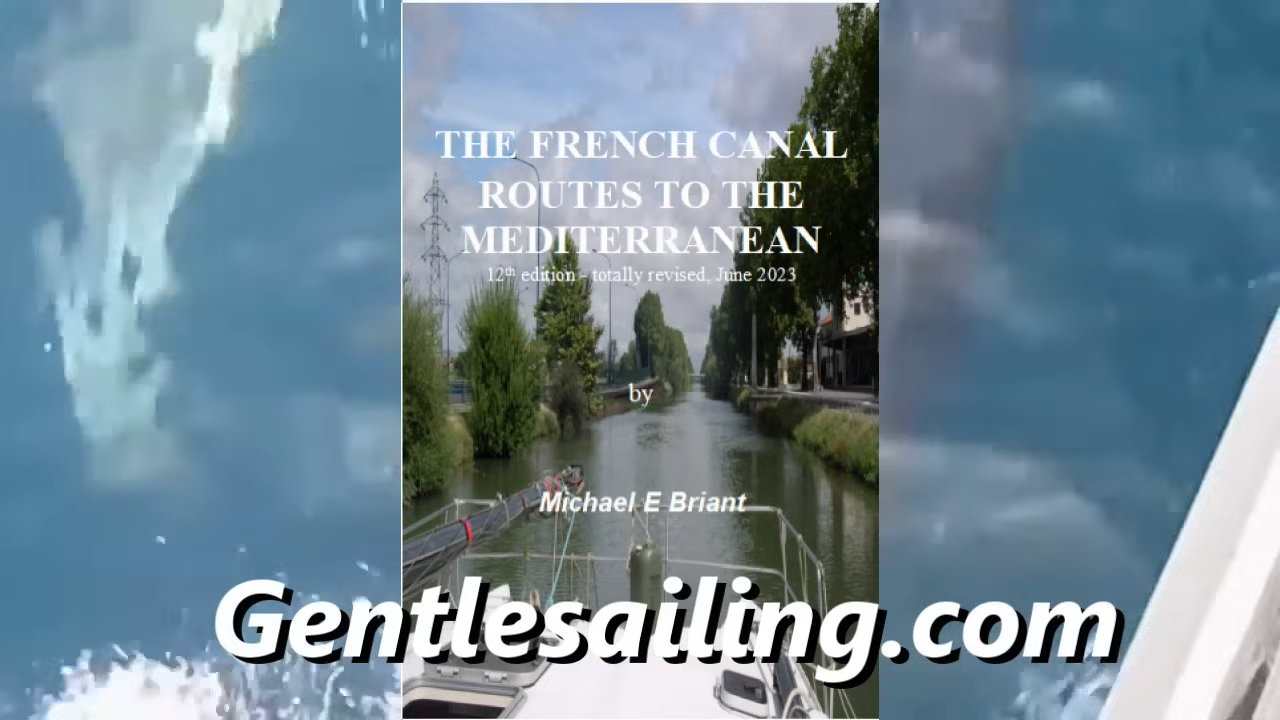 THE FRENCH CANAL
ROUTES TO THE
MEDITERRANEAN
12th edition - totally revised, June 2023
by
Michael E Briant
Gentlesailing.com